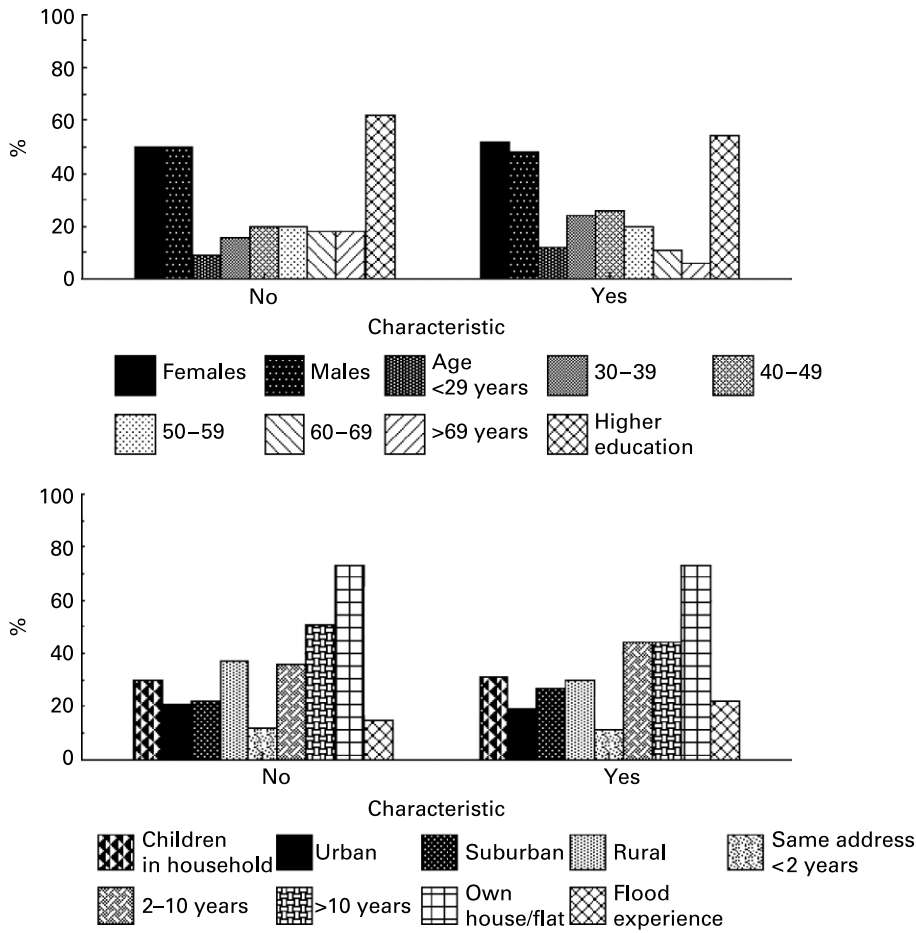 100
80
60
40
20
0
%
No
Yes
Characteristic
Females
Males
Age
<29 years
30–39
40–49
50–59
60–69
>69 years
Higher
education
100
80
60
40
20
0
%
No
Yes
Characteristic
Children
in household
Urban
Suburban
Rural
Same address
<2 years
2–10 years
>10 years
Own
house/flat
Flood
experience